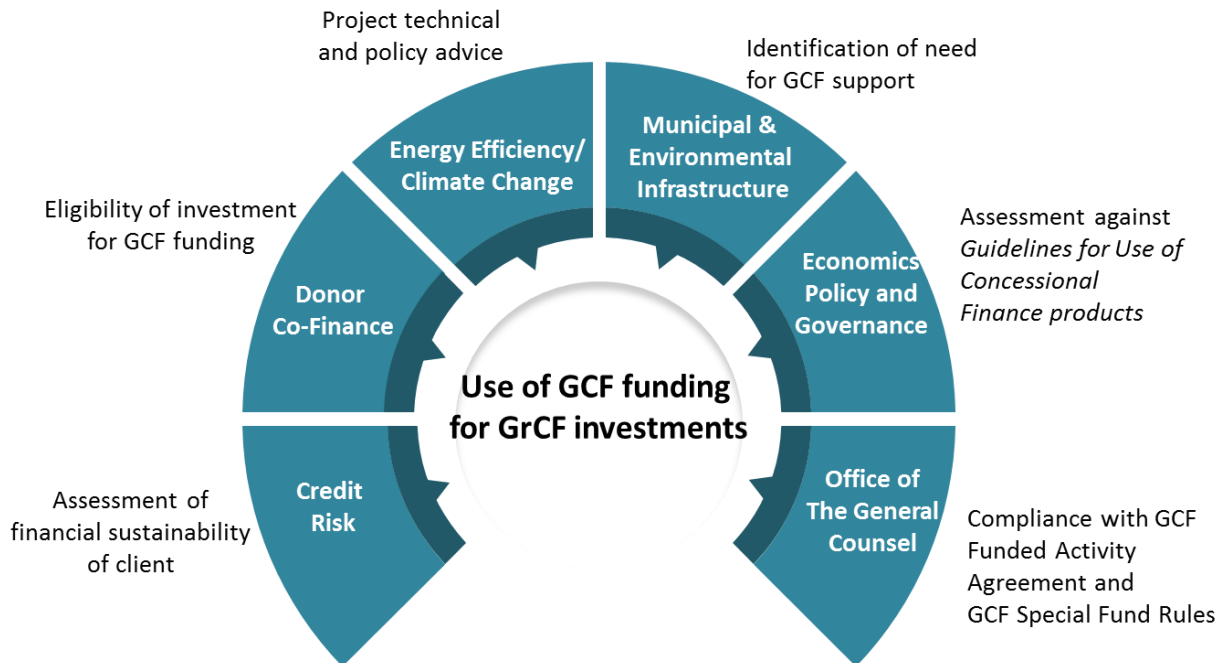 Project technical
and policy advice
Identification of need
for GCF support
Energy Efficiency/
Climate Change
Municipal &
Environmental
Infrastructure
Eligibility of investment
for GCF funding
Donor
Co-Finance
Economics
Policy and
Governance
Assessment against
Guidelines for Use of
Concessional
Finance products
Use of GCF funding
for GrCF investments
Assessment of
financial sustainability
of client
Credit
Risk
Office of
The General
Counsel
Compliance with GCF
Funded Activity
Agreement and
GCF Special Fund Rules